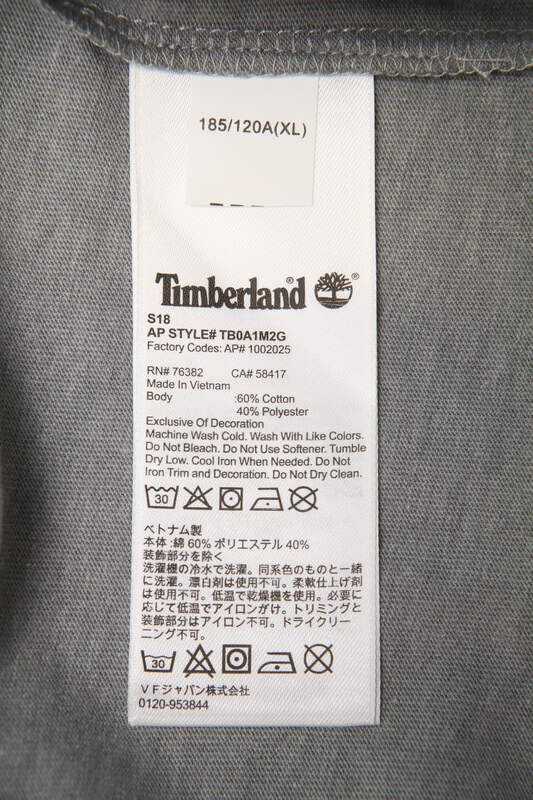 185/120A(XL)
Timberland®
®
S18
AP STYLE# TB0A1M2G
Factory Codes: AP# 1002025
RN# 76382 CA# 58417
Made In Vietnam
Body :60% Cotton
40% Polyester
Exclusive Of Decoration
Machine Wash Cold. Wash With Like Colors.
Do Not Bleach. Do Not Use Softener. Tumble
Dry Low. Cool Iron When Needed. Do Not
Iron Trim and Decoration. Do Not Dry Clean.
30
ベトナム製
本体 :綿 60% ポリエステル 40%
装飾部分を除く
洗濯機の冷水で洗濯。同系色のものと一緒
に洗濯。漂白剤は使用不可。柔軟仕上げ剤
は使用不可。低温で乾燥機を使用。必要に
応じて低温でアイロンがけ。トリミングと
装飾部分はアイロン不可。ドライクリー
ニング不可。
30
ＶＦジャパン株式会社
0120-953844